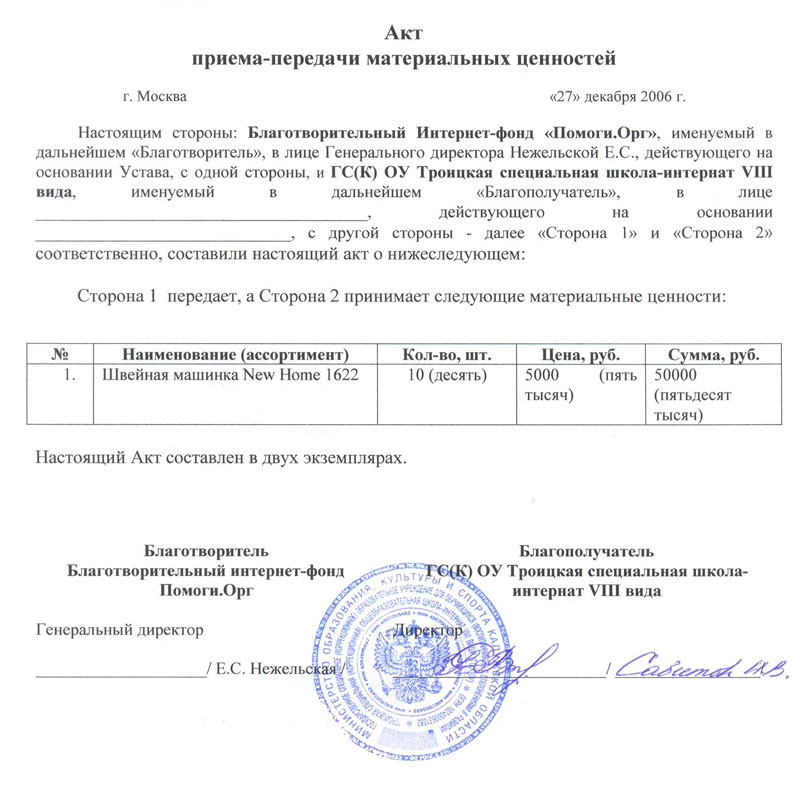 Акт
приема-передачи материальных ценностей
г. Москва «27» декабря 2006 г.
Настоящим стороны: Благотворительный Интернет-фонд «Помоги.Орг», именуемый в
дальнейшем «Благотворитель», в лице Генерального директора Нежельской Е.С., действующего на
основании Устава, с одной стороны, и ГС(К) ОУ Троицкая специальная школа-интернат VIII
вида, именуемый в дальнейшем «Благополучатель», в лице
______________________________________, действующего на основании
______________________________, с другой стороны - далее «Сторона 1» и «Сторона 2»
соответственно, составили настоящий акт о нижеследующем:
Сторона 1 передает, а Сторона 2 принимает следующие материальные ценности:
№ Наименование (ассортимент) Кол-во, шт. Цена, руб. Сумма, руб.
1. Швейная машинка New Home 1622 10 (десять) 5000 (пять 50000
тысяч) (пятьдесят
тысяч)
Настоящий Акт составлен в двух экземплярах.
Благотворитель Благополучатель
Благотворительный интернет-фонд ГС(К) ОУ Троицкая специальная школа-
Помоги.Орг интернат VIII вида
Генеральный директор Директор
____________________/ Е.С. Нежельская / ____________________/
МИНИСТЕРСТВО ОБРАЗОВАНИЯ, КУЛЬТУРЫ И СПОРТА КАЛУЖСКОЙ ОБЛАСТИ